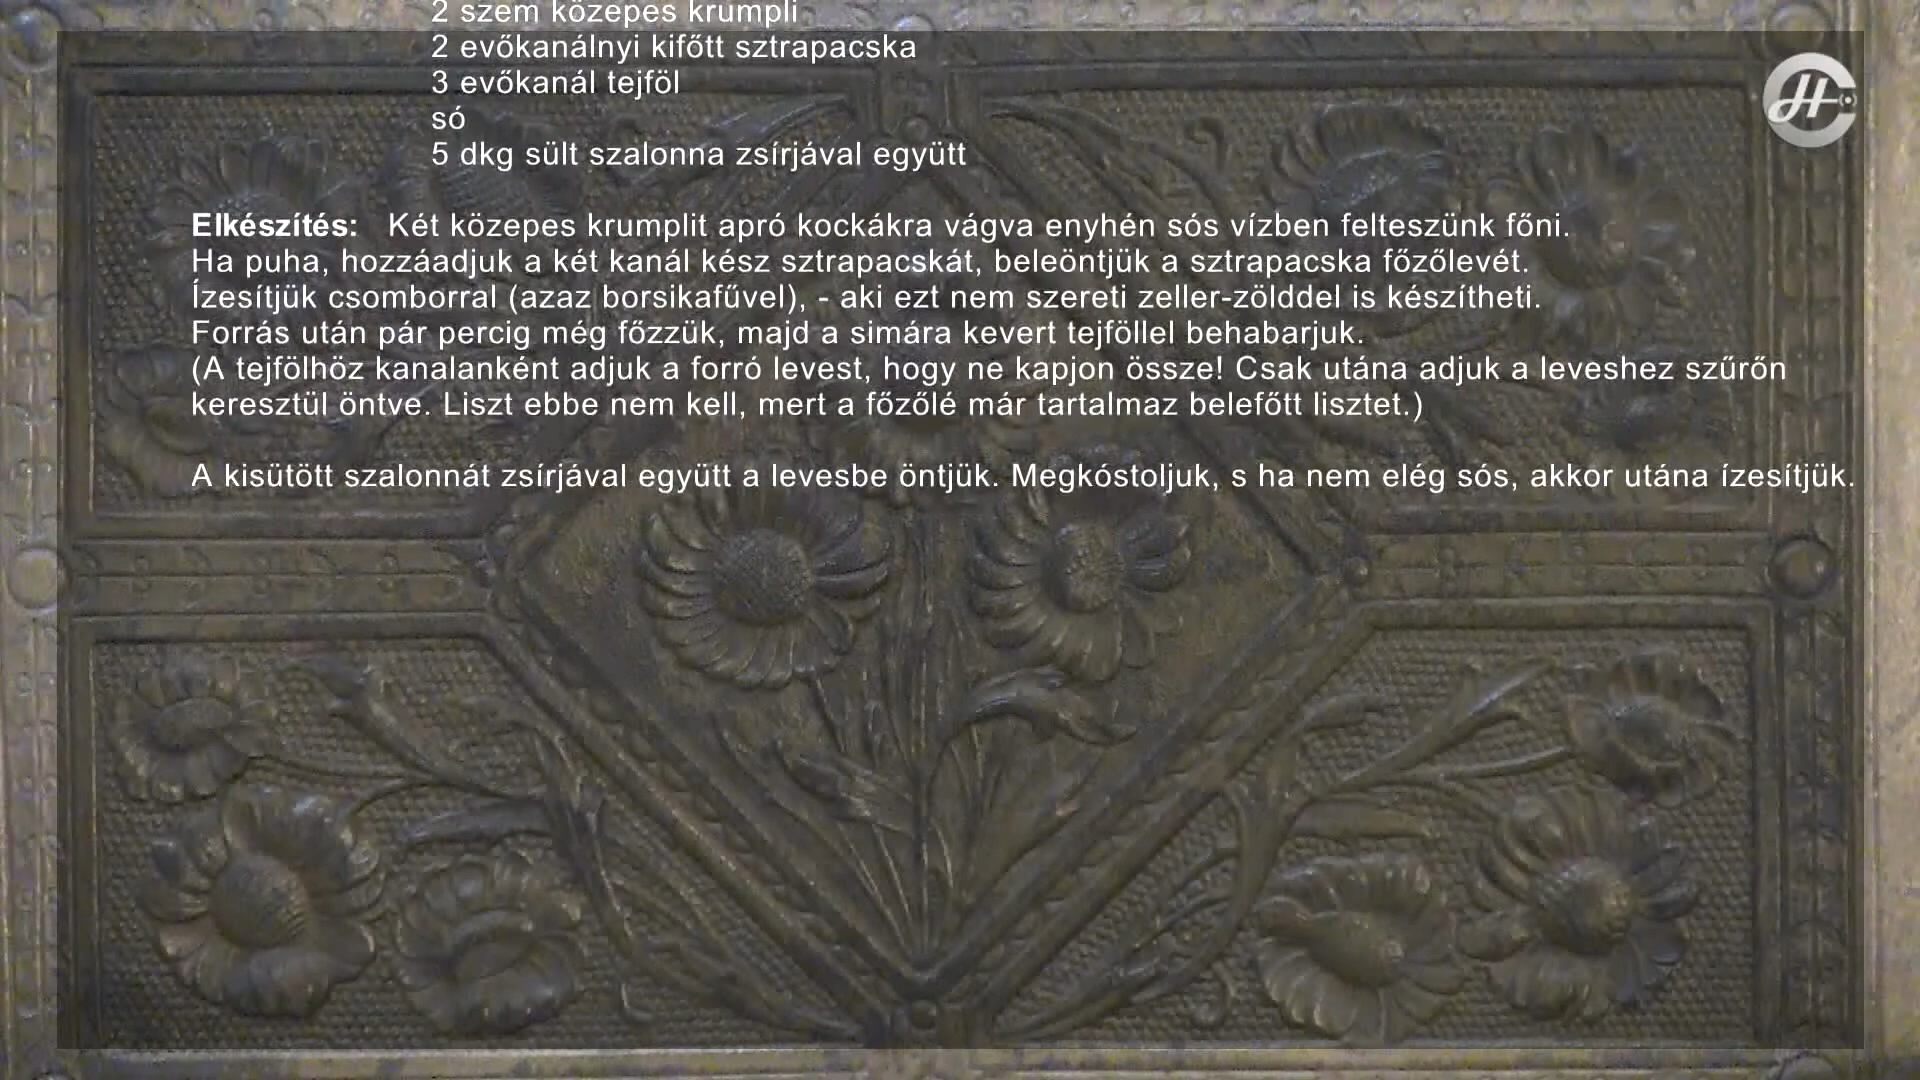 2 szem közepes krumpli
2 evőkanálnyi kifőtt sztrapacska
3 evőkanál tejföl
só
5 dkg sült szalonna zsírjával együtt
Elkészítés: Két közepes krumplit apró kockákra vágva enyhén sós vízben felteszünk főni.
Ha puha, hozzáadjuk a két kanál kész sztrapacskát, beleöntjük a sztrapacska főzőlevét.
Ízesítjük csomborral (azaz borsikafűvel), - aki ezt nem szereti zeller-zölddel is készítheti.
Forrás után pár percig még főzzük, majd a simára kevert tejföllel behabarjuk.
(A tejfölhöz kanalanként adjuk a forró levest, hogy ne kapjon össze! Csak utána adjuk a leveshez szűrőn
keresztül öntve. Liszt ebbe nem kell, mert a főzőlé már tartalmaz belefőtt lisztet.)
A kisütött szalonnát zsírjával együtt a levesbe öntjük. Megkóstoljuk, s ha nem elég sós, akkor utána ízesítjük.